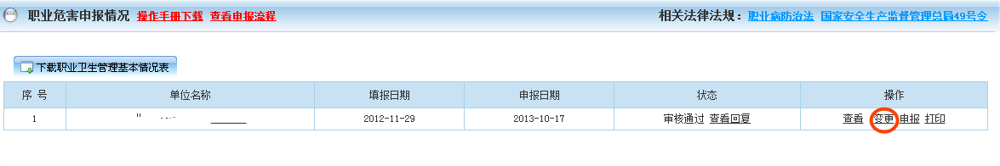 职业危害申报情况 操作手册下载 查看申报流程 相关法律法规：职业病防治法 国家安全生产监督管理总局49号令
下载职业卫生管理基本情况表
序 号 单位名称 填报日期 申报日期 状态 操作
1 2012-11-29 2013-10-17 审核通过 查看回复 查看 变更 申报 打印